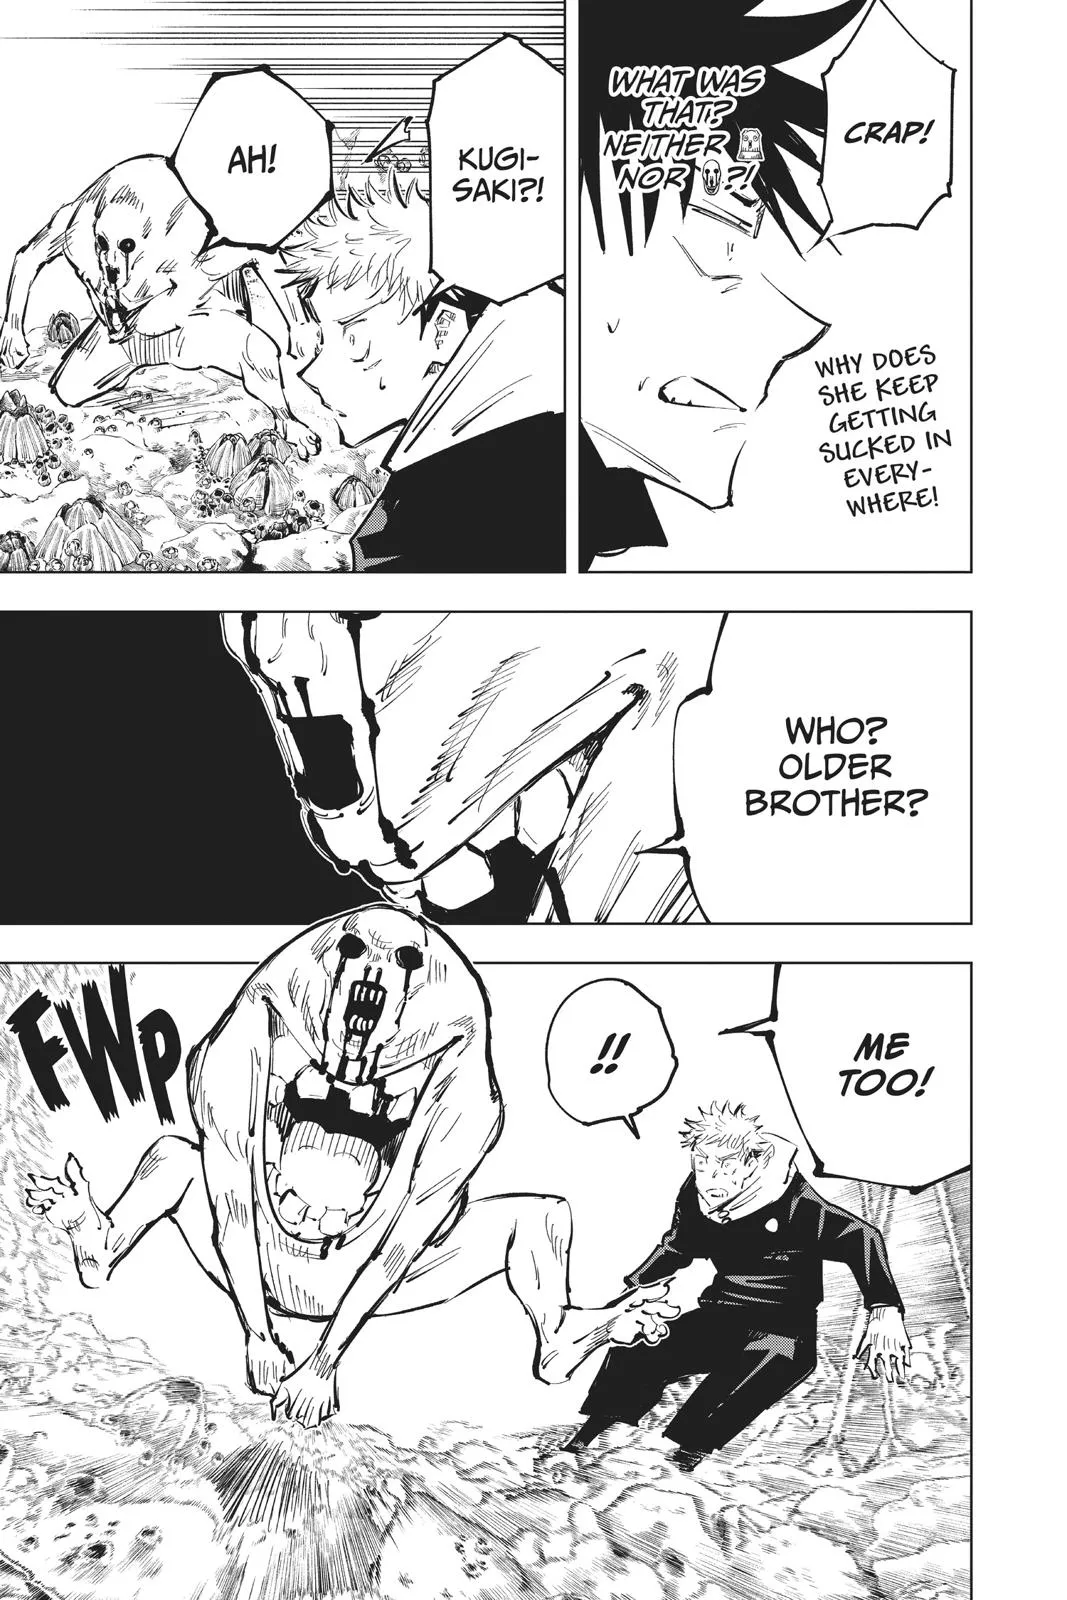 CRAP!
WHAT WAS
THAT?
NEITHER
NOR ?!
WHY DOES
SHE KEEP
GETTING
SUCKED IN
EVERY-
WHERE!
KUGI-
SAKI?!
AH!
WHO?
OLDER
BROTHER?
ME
TOO!
!!
FWP